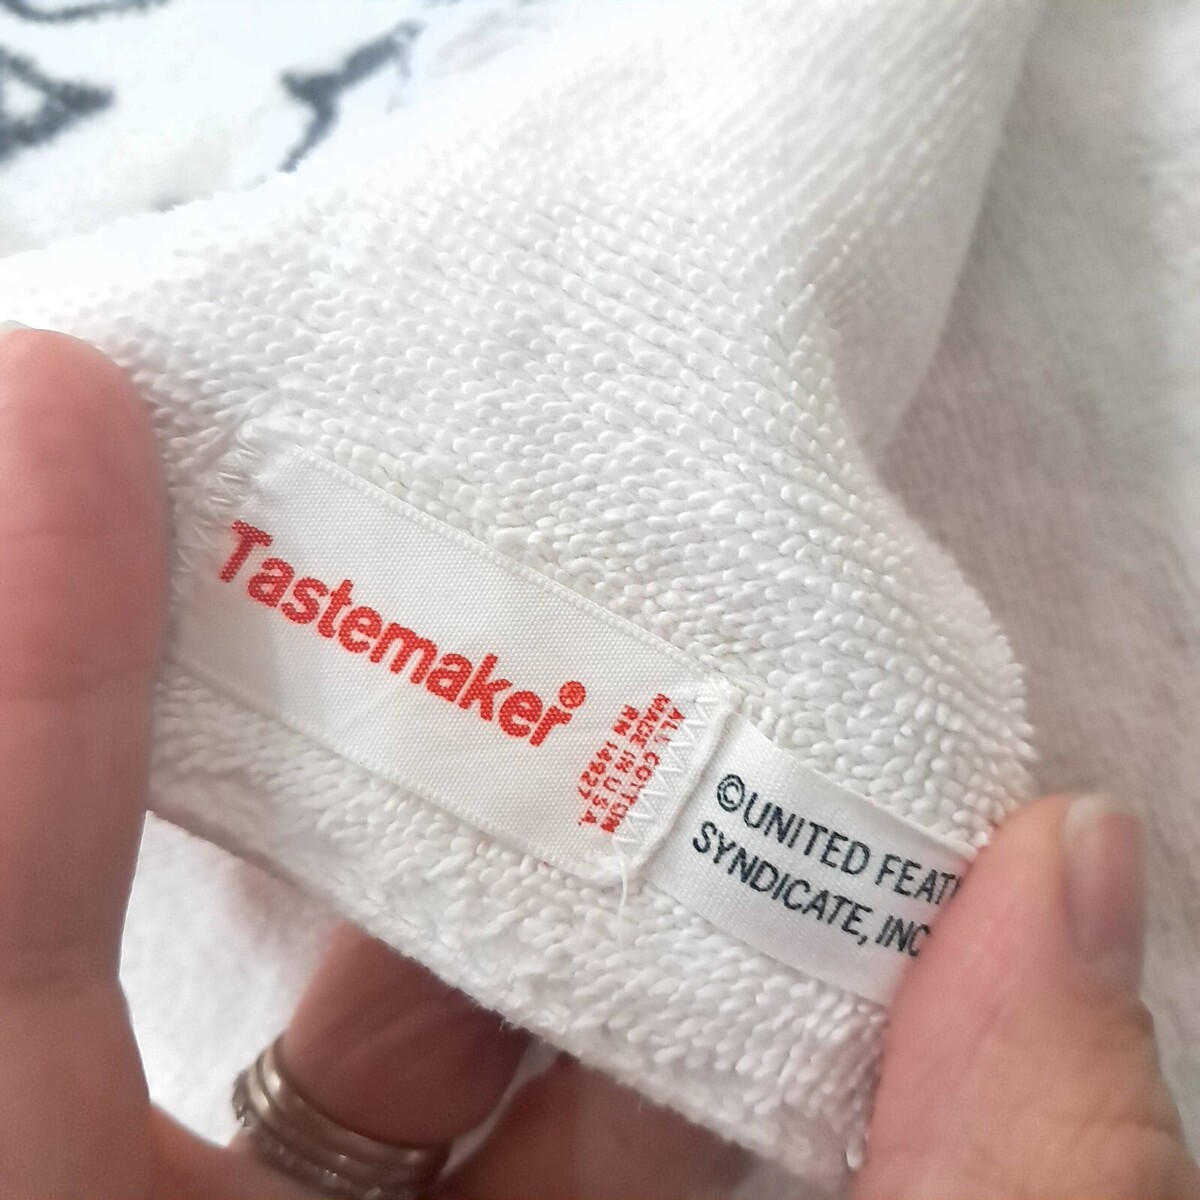 Tastemaker®
ALL COTTON
MADE IN U.S.A.
RN 14927
©UNITED FEAT
SYNDICATE, INC